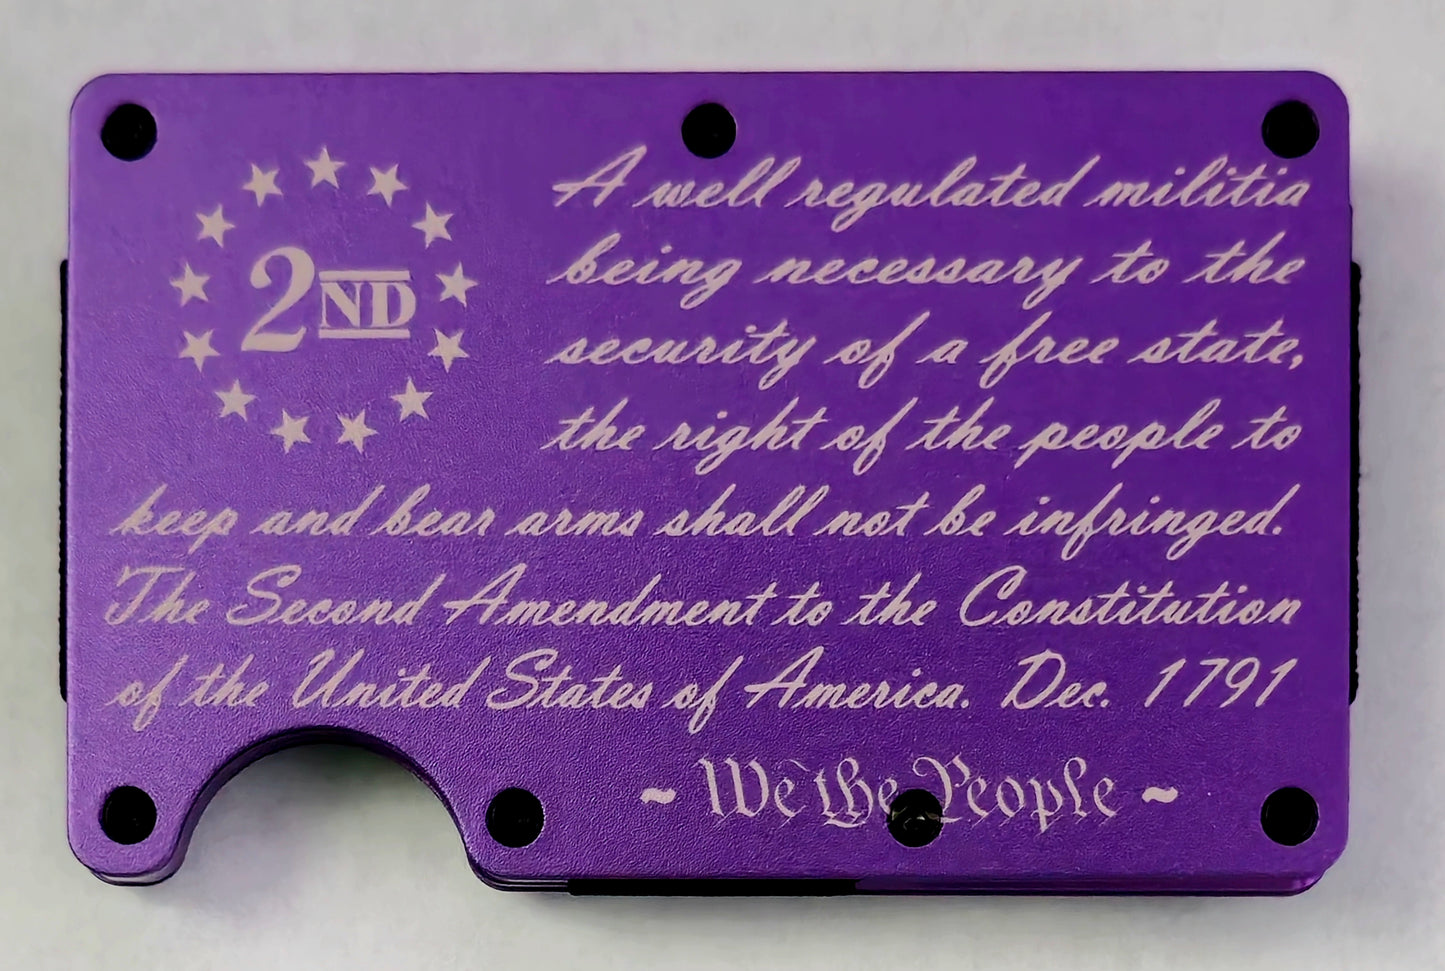 2ND
A well regulated militia
being necessary to the
security of a free state,
the right of the people to
keep and bear arms shall not be infringed.
The Second Amendment to the Constitution
of the United States of America. Dec. 1791
~ We the People ~